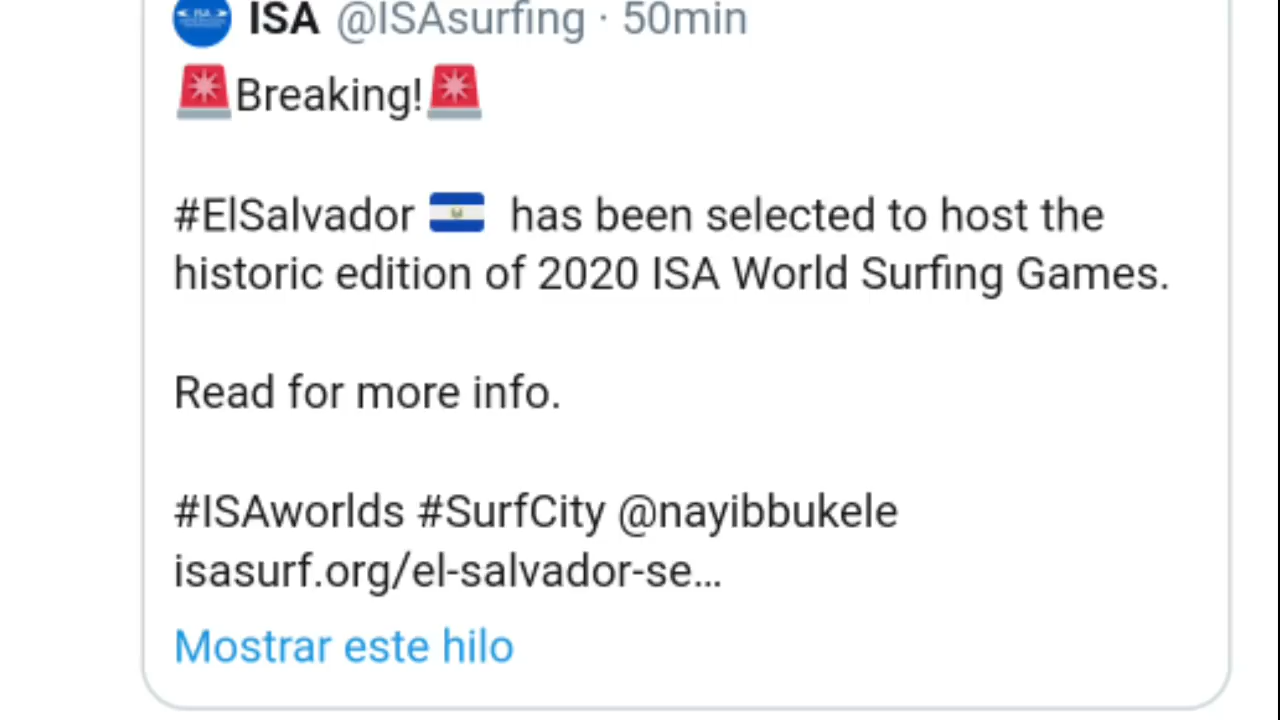 ISA @ISAsurfing · 50min
🚨Breaking!🚨
#ElSalvador 🇸🇻 has been selected to host the
historic edition of 2020 ISA World Surfing Games.
Read for more info.
#ISAworlds #SurfCity @nayibbukele
isasurf.org/el-salvador-se…
Mostrar este hilo